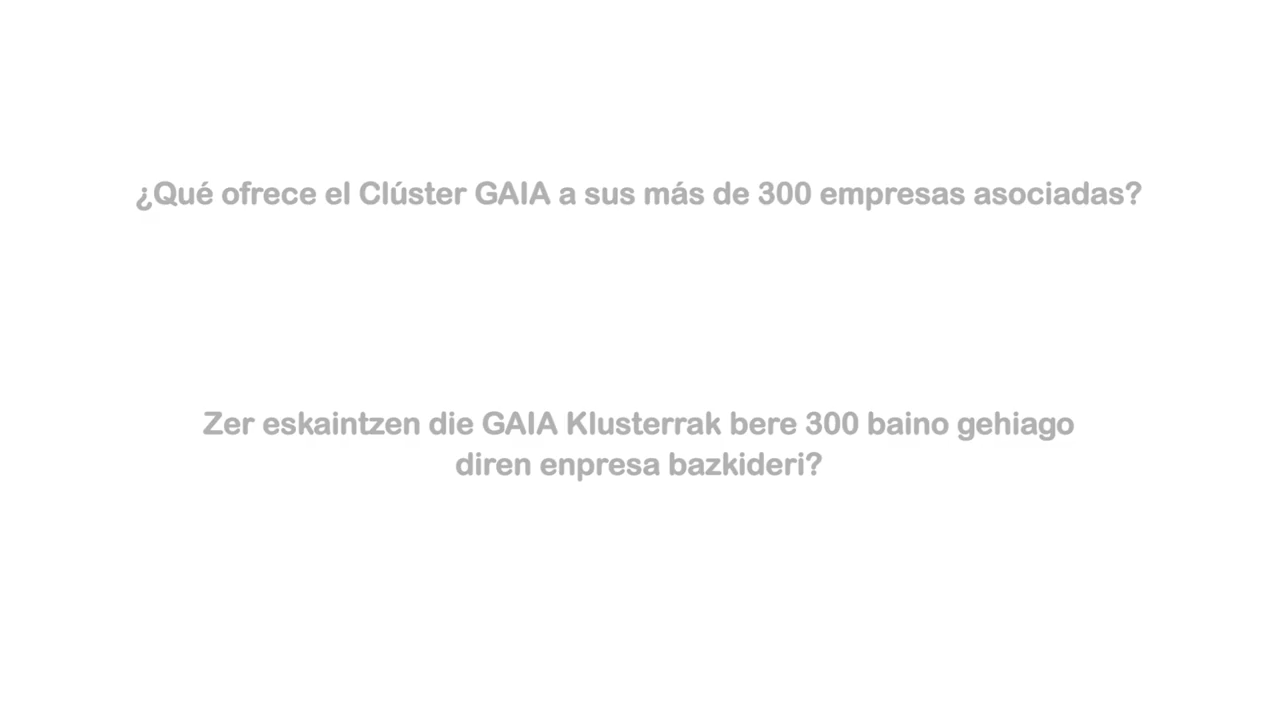 ¿Qué ofrece el Clúster GAIA a sus más de 300 empresas asociadas?
Zer eskaintzen die GAIA Klusterrak bere 300 baino gehiago
diren enpresa bazkideri?